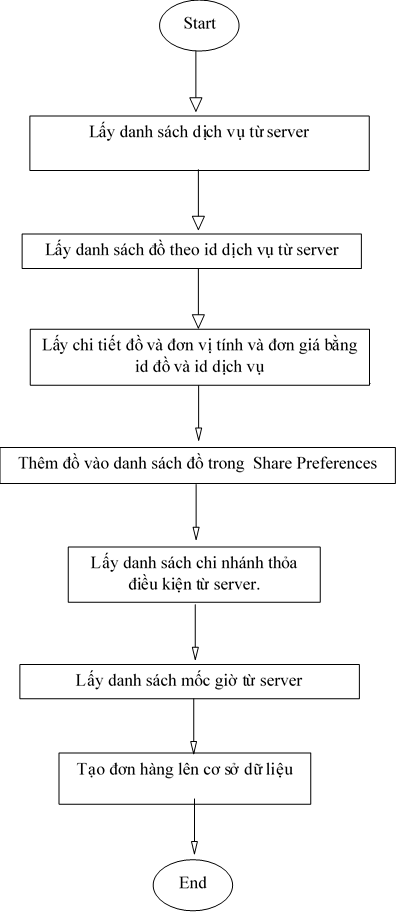 Start
Lấy danh sách dịch vụ từ server
Lấy danh sách đồ theo id dịch vụ từ server
Lấy chi tiết đồ và đơn vị tính và đơn giá bằng
id đồ và id dịch vụ
Thêm đồ vào danh sách đồ trong Share Preferences
Lấy danh sách chi nhánh thỏa
điều kiện từ server.
Lấy danh sách mốc giờ từ server
Tạo đơn hàng lên cơ sở dữ liệu
End